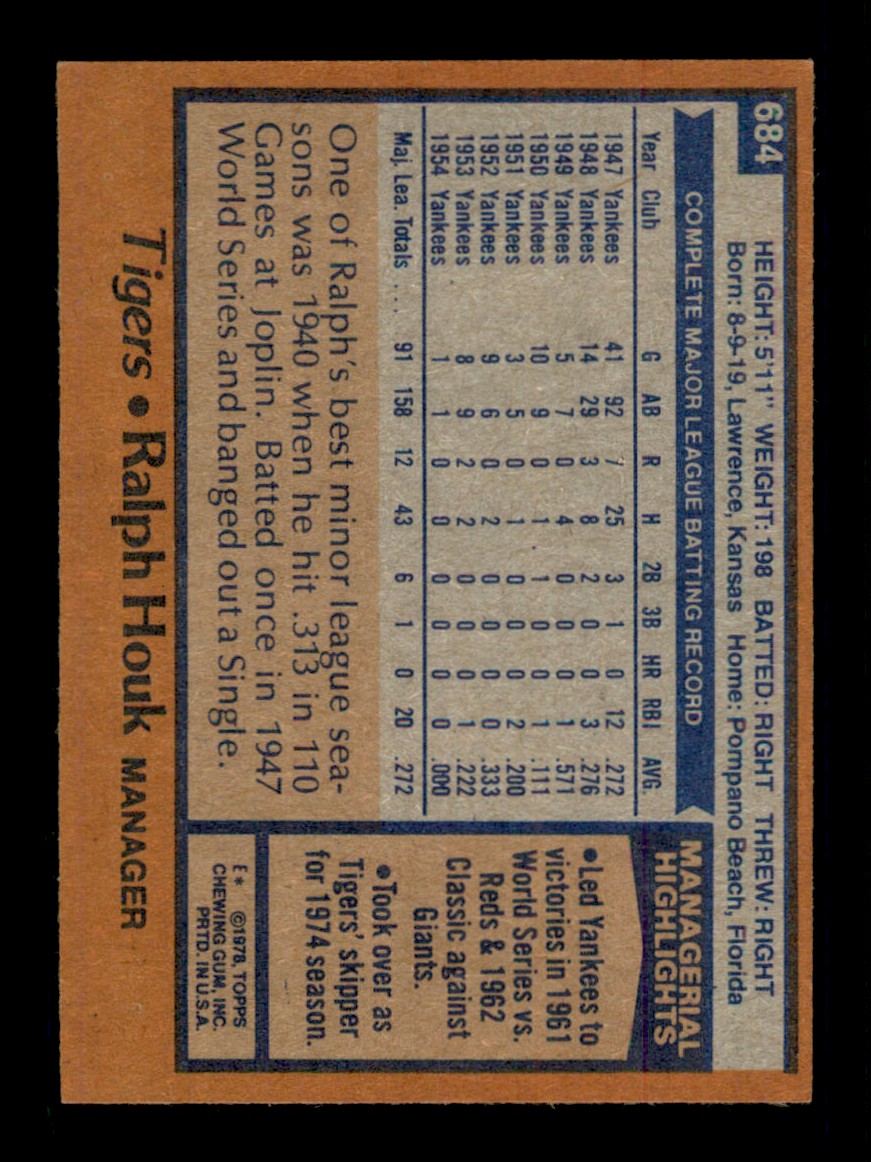 684
HEIGHT: 5'11" WEIGHT: 198 BATTED: RIGHT THREW: RIGHT
Born: 8-9-19, Lawrence, Kansas Home: Pompano Beach, Florida
COMPLETE MAJOR LEAGUE BATTING RECORD
Year Club G AB R H 2B 3B HR RBI AVG.
1947 Yankees 41 92 7 25 3 1 0 12 .272
1948 Yankees 14 29 3 8 2 0 0 3 .276
1949 Yankees 5 7 0 4 0 0 0 1 .571
1950 Yankees 10 9 0 1 1 0 0 1 .111
1951 Yankees 3 5 0 1 0 0 0 2 .200
1952 Yankees 9 6 0 2 0 0 0 0 .333
1953 Yankees 8 9 2 2 0 0 0 1 .222
1954 Yankees 1 1 0 0 0 0 0 0 .000
Maj. Lea. Totals .... 91 158 12 43 6 1 0 20 .272
One of Ralph's best minor league sea-
sons was 1940 when he hit .313 in 110
Games at Joplin. Batted once in 1947
World Series and banged out a Single.
MANAGERIAL
HIGHLIGHTS
•Led Yankees to
victories in 1961
World Series vs.
Reds & 1962
Classic against
Giants.
•Took over as
Tigers' skipper
for 1974 season.
E* ©1978, TOPPS
CHEWING GUM, INC.
PRTD. IN U.S.A.
Tigers • Ralph Houk MANAGER